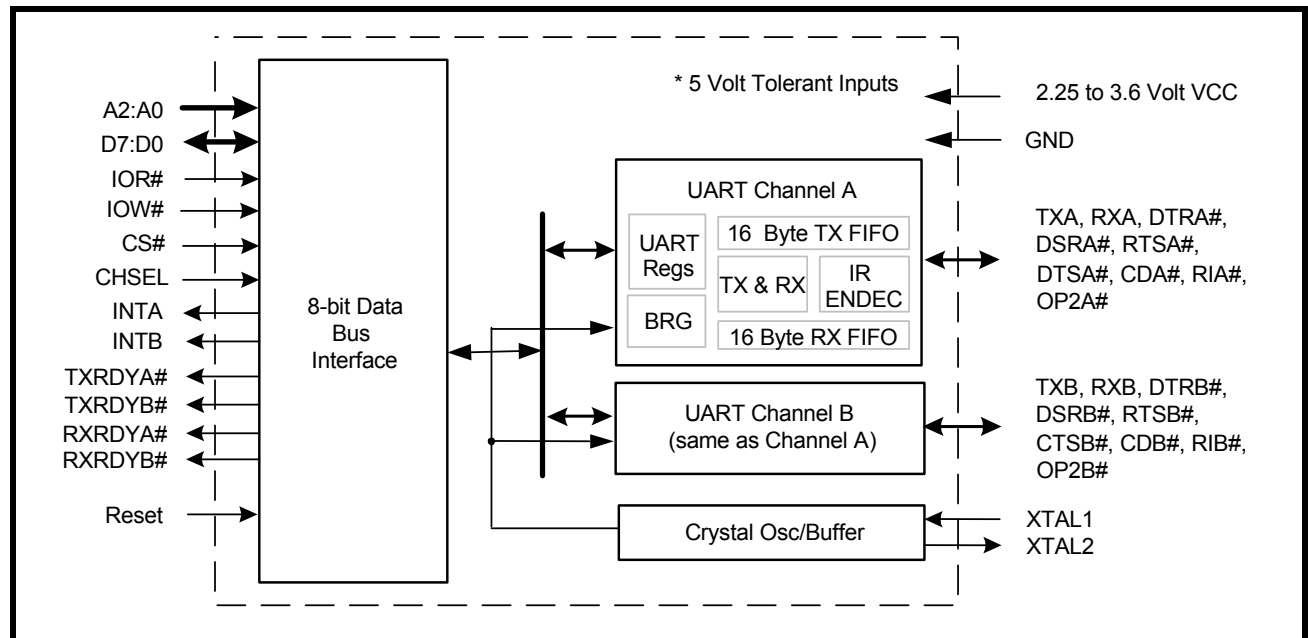 A2:A0
D7:D0
IOR#
IOW#
CS#
CHSEL
INTA
INTB
TXRDYA#
TXRDYB#
RXRDYA#
RXRDYB#
Reset
8-bit Data
Bus
Interface
* 5 Volt Tolerant Inputs
UART Channel A
UART
Regs
BRG
16 Byte TX FIFO
TX & RX
IR
ENDEC
16 Byte RX FIFO
UART Channel B
(same as Channel A)
Crystal Osc/Buffer
2.25 to 3.6 Volt VCC
GND
TXA, RXA, DTRA#,
DSRA#, RTSA#,
DTSA#, CDA#, RIA#,
OP2A#
TXB, RXB, DTRB#,
DSRB#, RTSB#,
CTSB#, CDB#, RIB#,
OP2B#
XTAL1
XTAL2